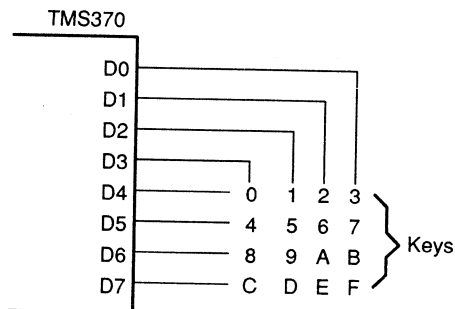 TMS370
D0
D1
D2
D3
D4 0 1 2 3
D5 4 5 6 7
D6 8 9 A B
D7 C D E F
Keys